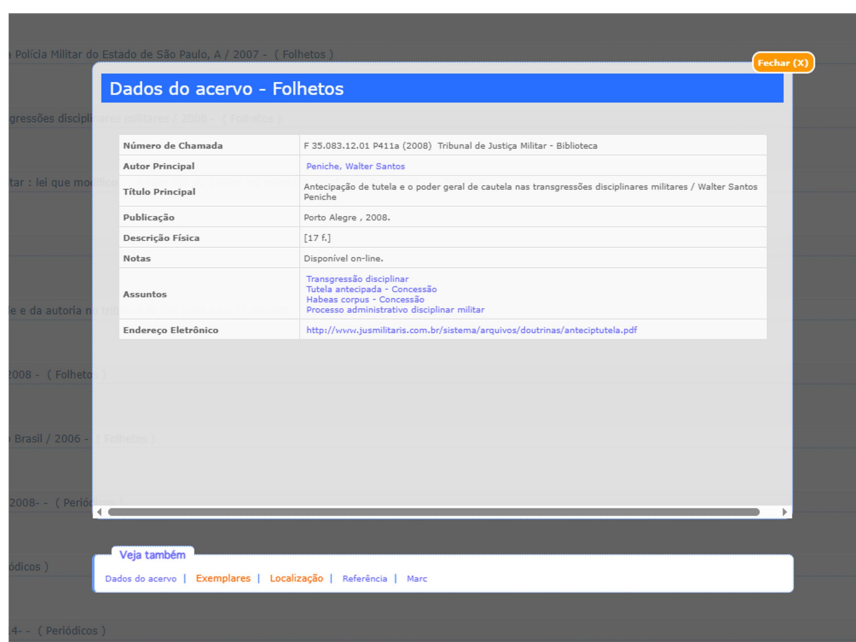 a Polícia Militar do Estado de São Paulo, A / 2007 -  ( Folhetos )
Fechar (X)
Dados do acervo - Folhetos
Número de Chamada F 35.083.12.01 P411a (2008)  Tribunal de Justiça Militar - Biblioteca
Autor Principal Peniche, Walter Santos
Título Principal Antecipação de tutela e o poder geral de cautela nas transgressões disciplinares militares / Walter Santos
Peniche
Publicação Porto Alegre , 2008.
Descrição Física [17 f.]
Notas Disponível on-line.
Assuntos Transgressão disciplinar
Tutela antecipada - Concessão
Habeas corpus - Concessão
Processo administrativo disciplinar militar
Endereço Eletrônico http://www.jusmilitaris.com.br/sistema/arquivos/doutrinas/anteciptutela.pdf
tar : lei que
e da autoria
2008 -  ( Folhetos )
Brasil / 2006 -  ( Folhetos )
2008- -  (
Veja também
Dados do acervo | Exemplares | Localização | Referência | Marc
ódicos )
4- -  ( Periódicos )